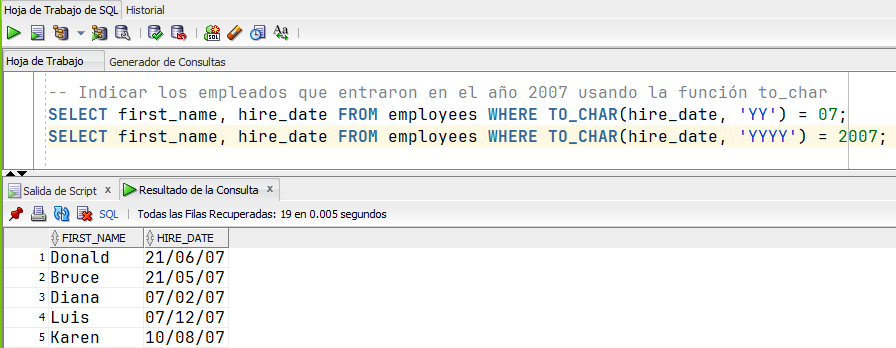 Hoja de Trabajo de SQL Historial
Hoja de Trabajo Generador de Consultas
-- Indicar los empleados que entraron en el año 2007 usando la función to_char
SELECT first_name, hire_date FROM employees WHERE TO_CHAR(hire_date, 'YY') = 07;
SELECT first_name, hire_date FROM employees WHERE TO_CHAR(hire_date, 'YYYY') = 2007;
Salida de Script x Resultado de la Consulta x
SQL | Todas las Filas Recuperadas: 19 en 0.005 segundos
FIRST_NAME HIRE_DATE
1 Donald 21/06/07
2 Bruce 21/05/07
3 Diana 07/02/07
4 Luis 07/12/07
5 Karen 10/08/07